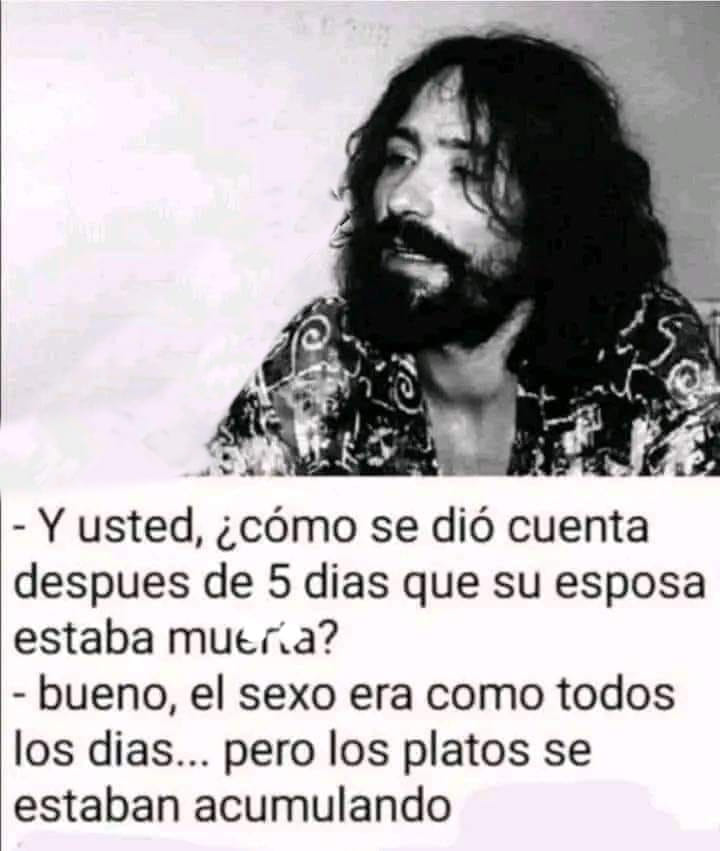 - Y usted, ¿cómo se dió cuenta
despues de 5 dias que su esposa
estaba muerta?
- bueno, el sexo era como todos
los dias... pero los platos se
estaban acumulando